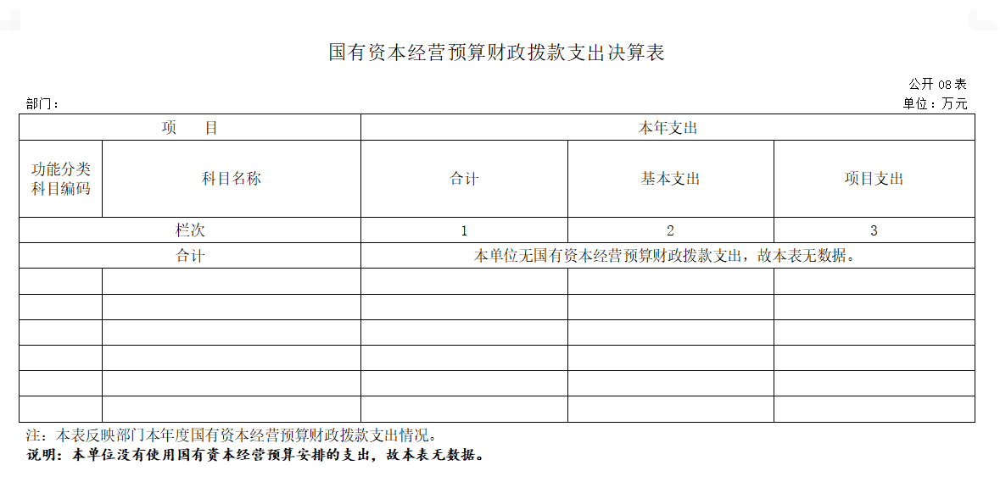 国有资本经营预算财政拨款支出决算表
公开 08 表
部门： 单位：万元
项 目 本年支出
功能分类
科目编码 科目名称 合计 基本支出 项目支出
栏次 1 2 3
合计 本单位无国有资本经营预算财政拨款支出，故本表无数据。
注：本表反映部门本年度国有资本经营预算财政拨款支出情况。
说明：本单位没有使用国有资本经营预算安排的支出，故本表无数据。